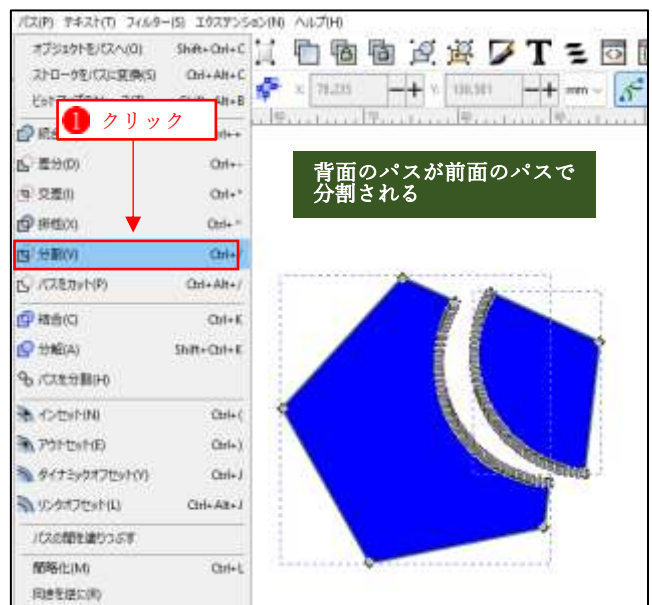 パス(P) テキスト(T) フィルター(S) エクステンション(N) ヘルプ(H)
オブジェクトをパスへ(O) Shift+Ctrl+C
ストロークをパスに変換(S) Ctrl+Alt+C
1 クリック
差分(D) Ctrl+-
交差(I) Ctrl+*
排他(X) Ctrl+^
分割(V) Ctrl+/
パスをカット(P) Ctrl+Alt+/
結合(C) Ctrl+K
分解(A) Shift+Ctrl+K
パスを分割(H)
インセット(N) Ctrl+(
アウトセット(E) Ctrl+)
ダイナミックオフセット(Y) Ctrl+J
リンクオフセット(L) Ctrl+Alt+J
パスの間を塗りつぶす
簡略化(M) Ctrl+L
向きを逆に(R)
X: Y: mm
背面のパスが前面のパスで
分割される